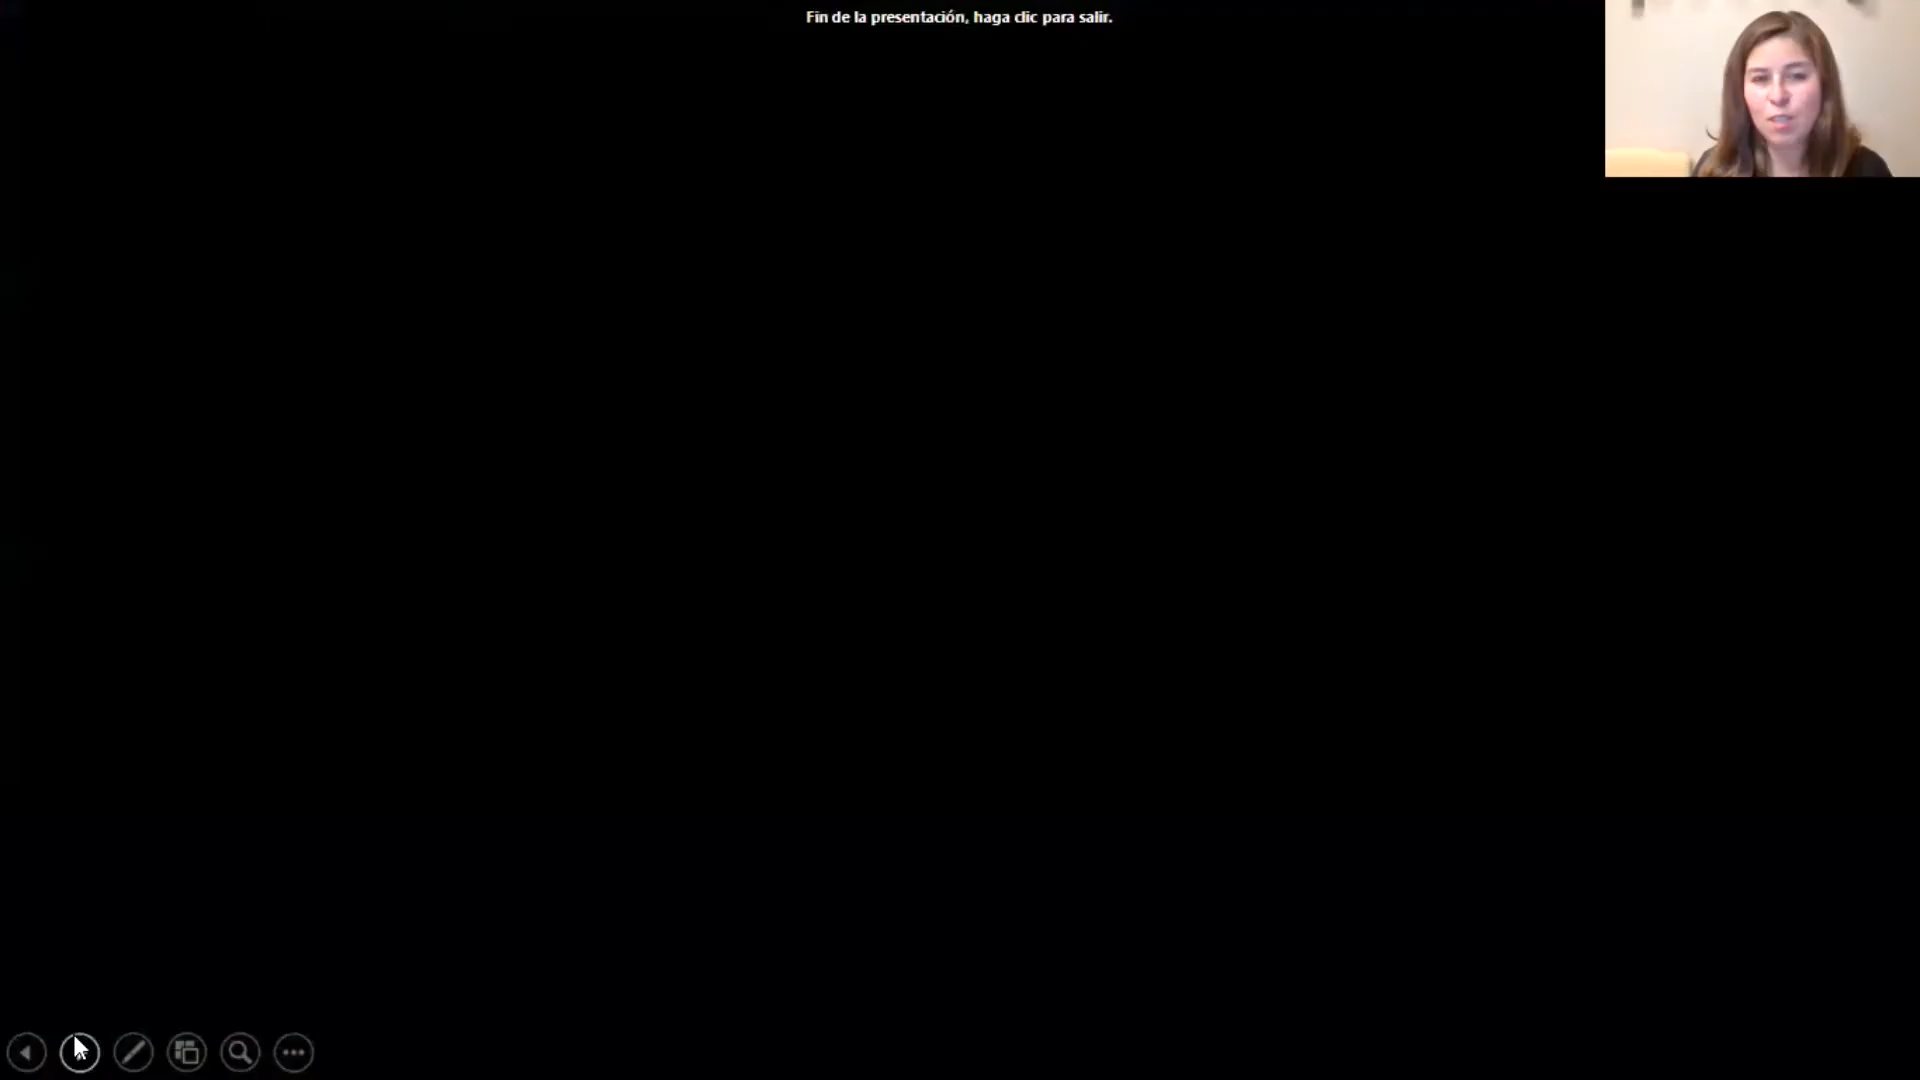 Fin de la presentación, haga clic para salir.